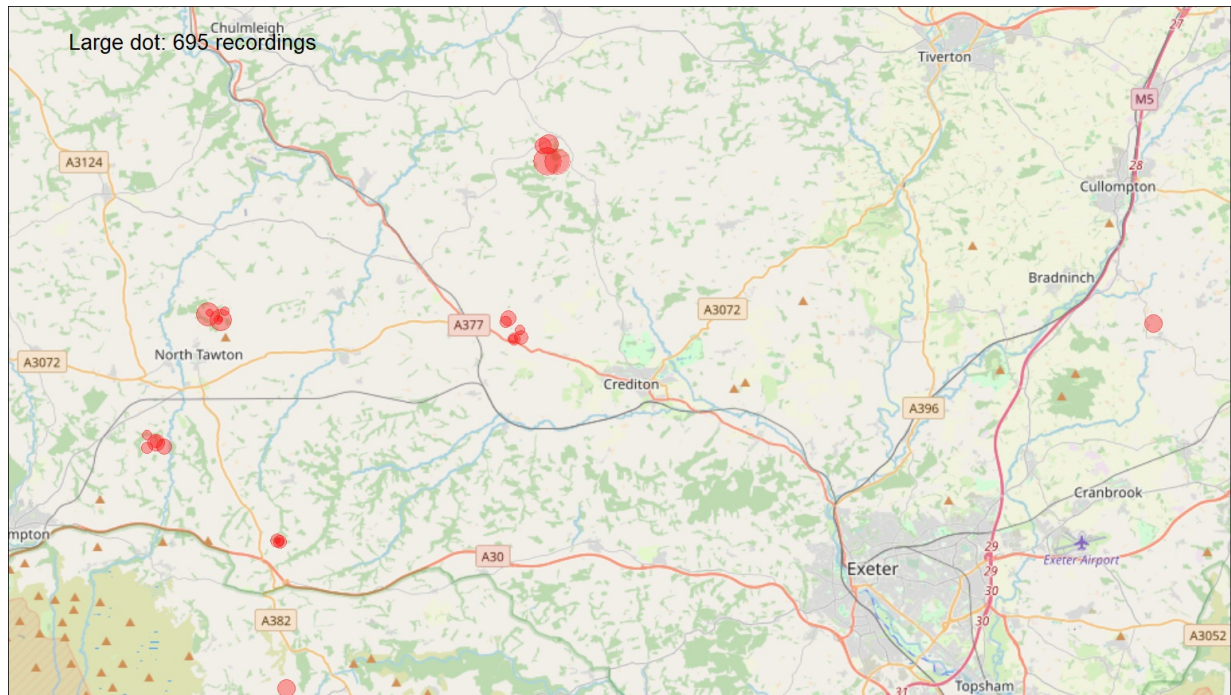 Chulmleigh
Large dot: 695 recordings
27
Tiverton
M5
A3124
28
Cullompton
Bradninch
A3072
A377
North Tawton
A3072
Crediton
A396
Cranbrook
mpton
29
A30
Exeter Airport
Exeter
29
30
A382
30
A3052
Topsham
31